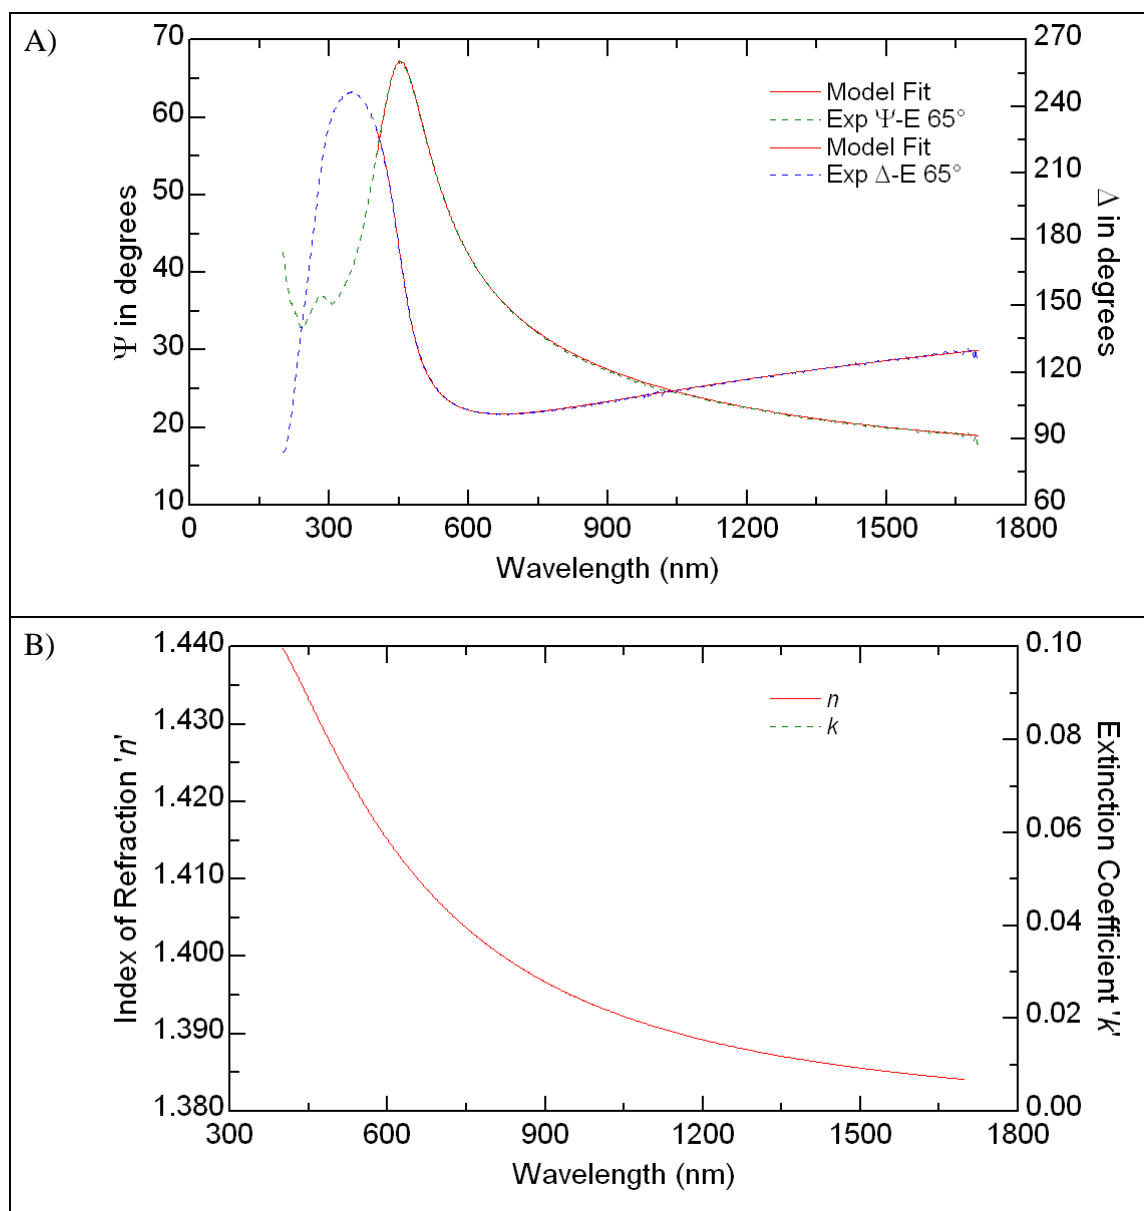 A)
70
60
50
40
30
20
10
Ψ in degrees
270
240
210
180
150
120
90
60
Δ in degrees
Model Fit
Exp Ψ-E 65°
Model Fit
Exp Δ-E 65°
0 300 600 900 1200 1500 1800
Wavelength (nm)
B)
1.440
1.430
1.420
1.410
1.400
1.390
1.380
Index of Refraction 'n'
0.10
0.08
0.06
0.04
0.02
0.00
Extinction Coefficient 'k'
n
k
300 600 900 1200 1500 1800
Wavelength (nm)